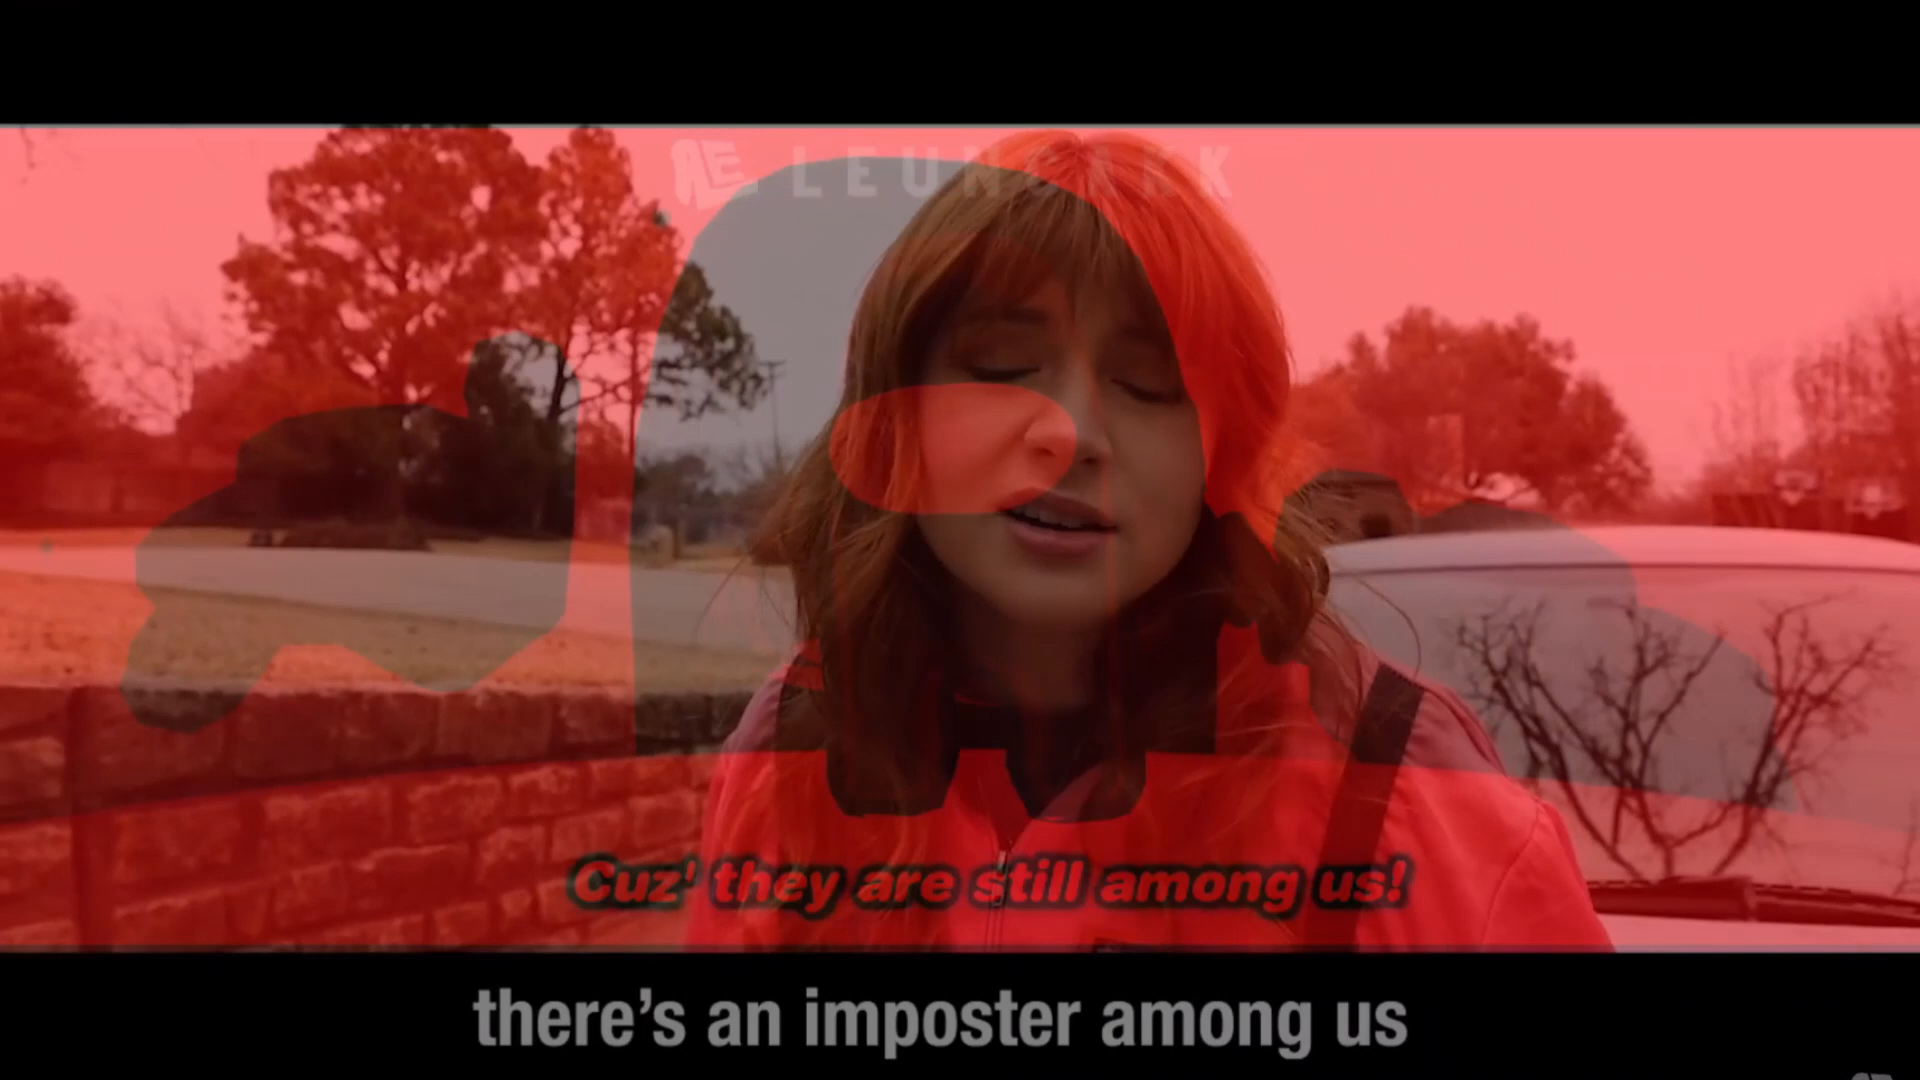 Cuz' they are still among us!
there's an imposter among us